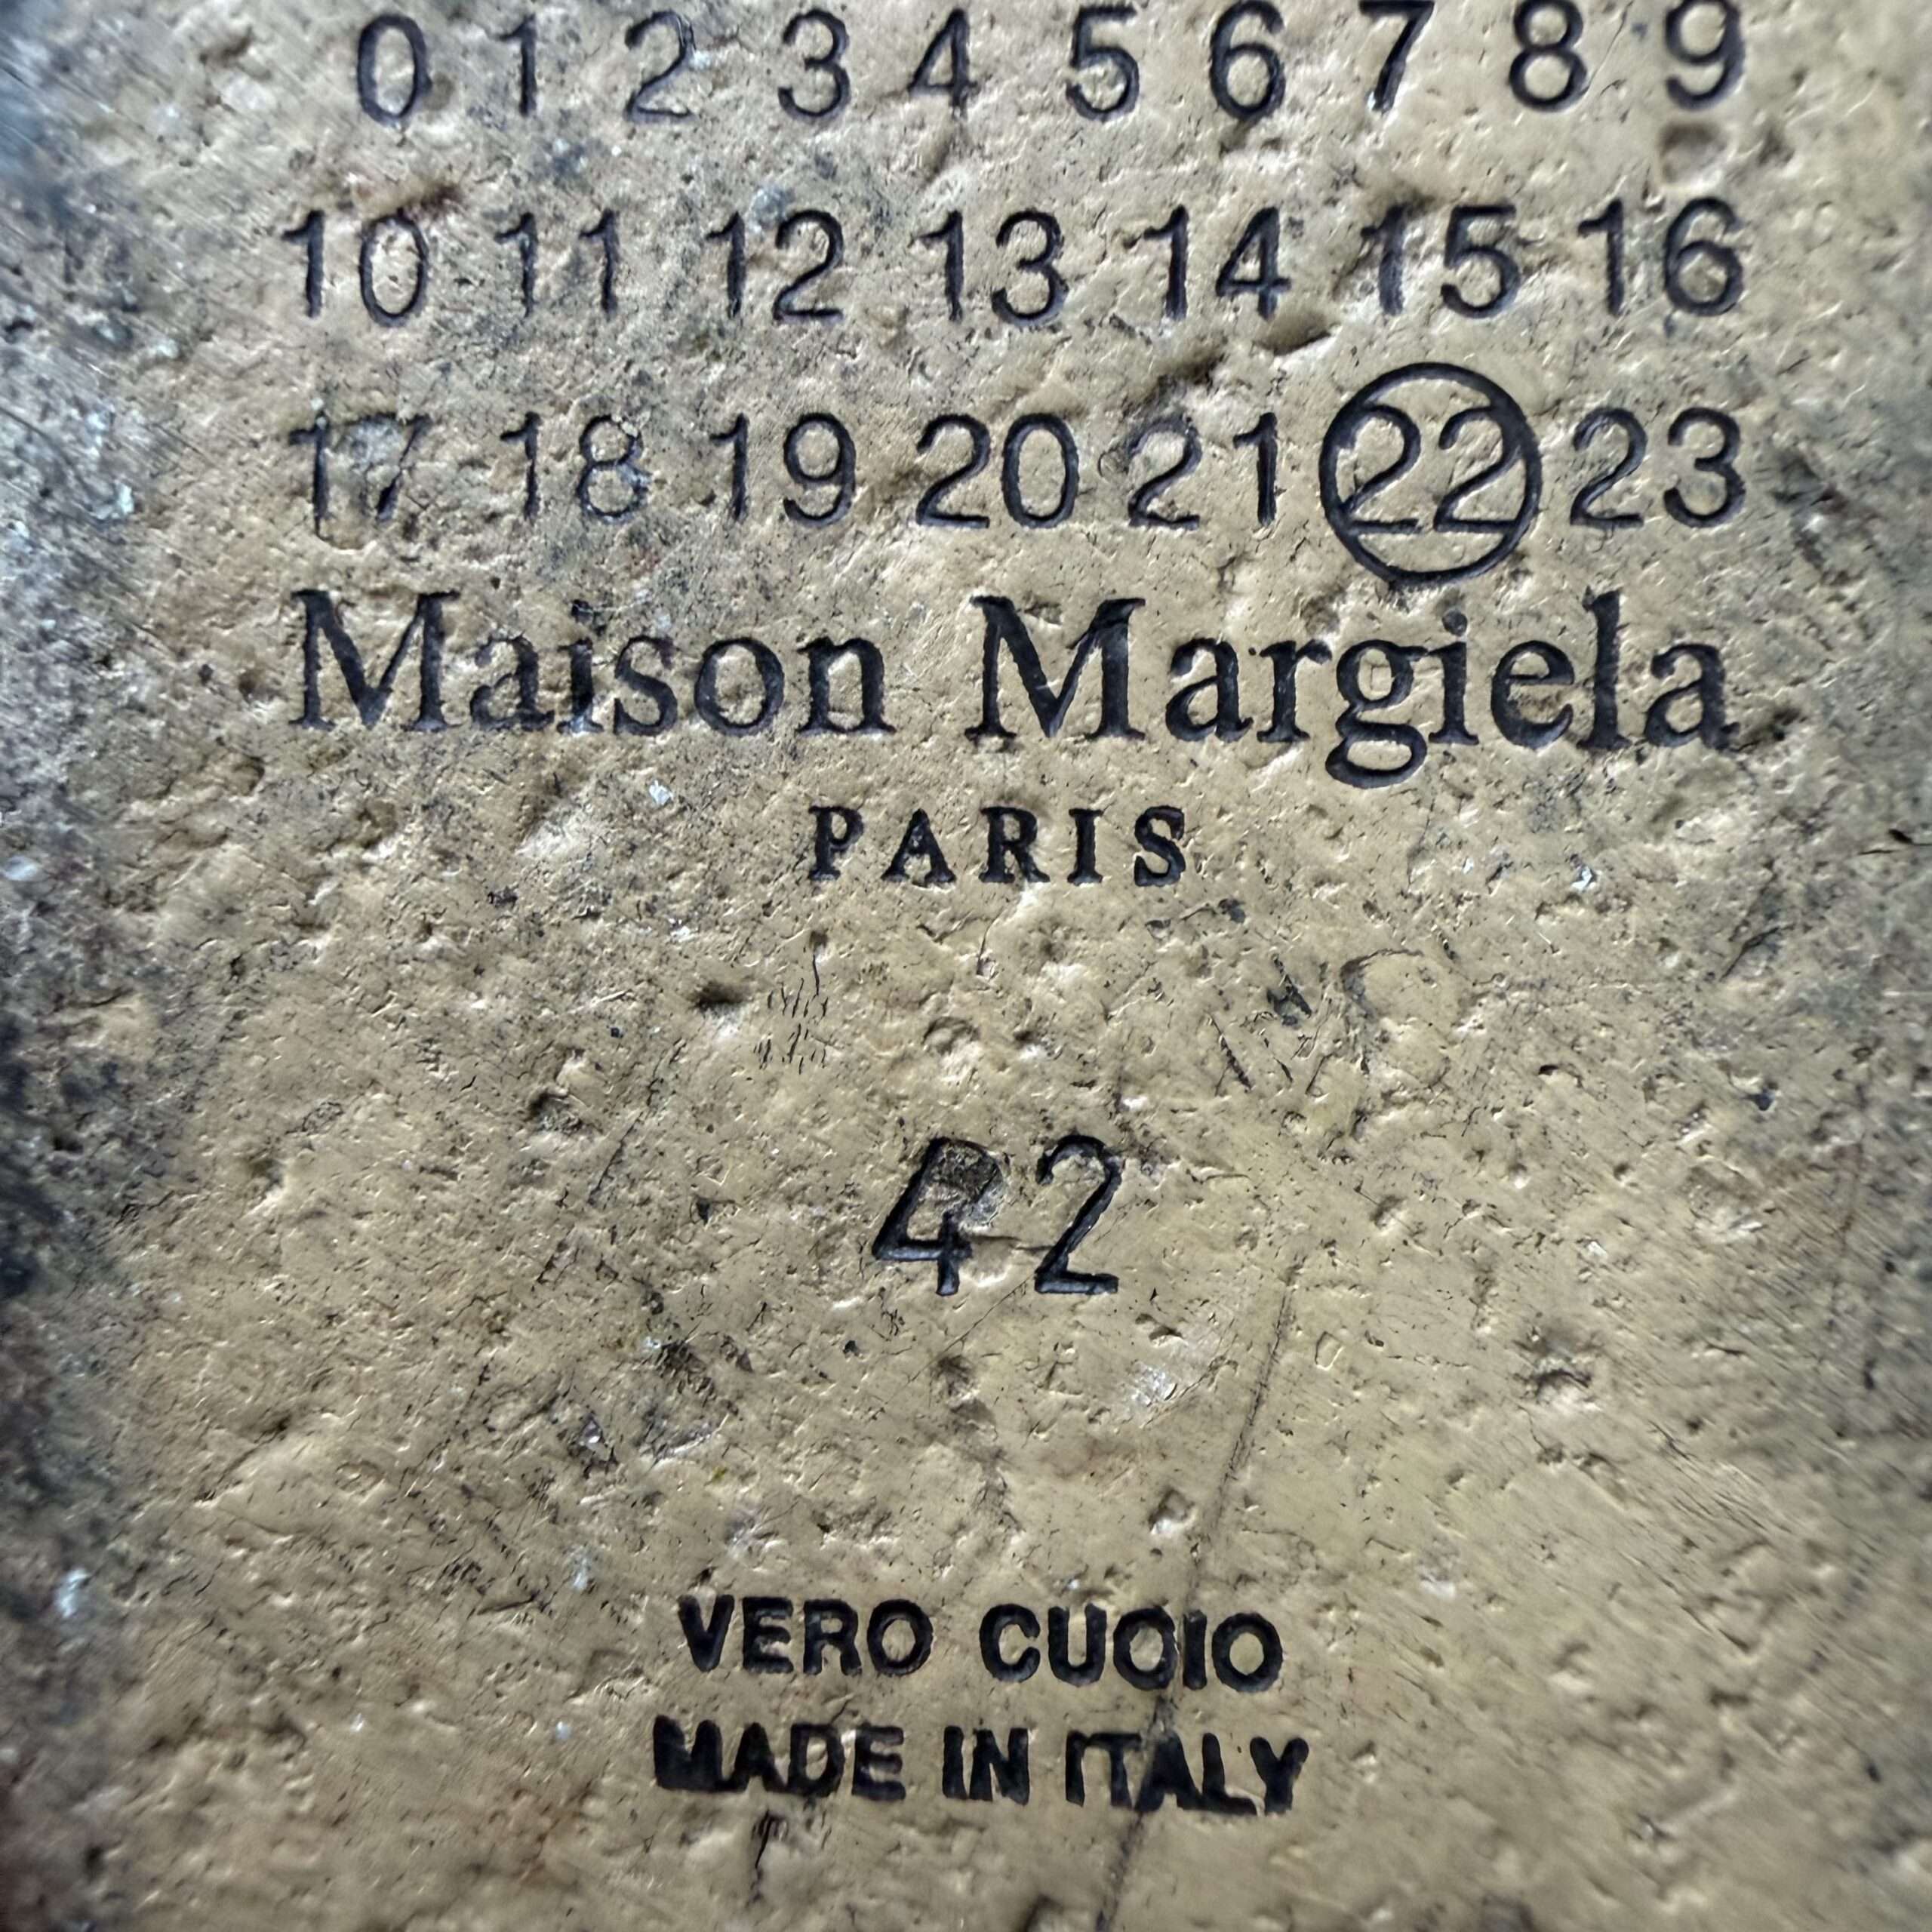 0 1 2 3 4 5 6 7 8 9
10 11 12 13 14 15 16
17 18 19 20 21 22 23
Maison Margiela
PARIS
42
VERO CUOIO
MADE IN ITALY